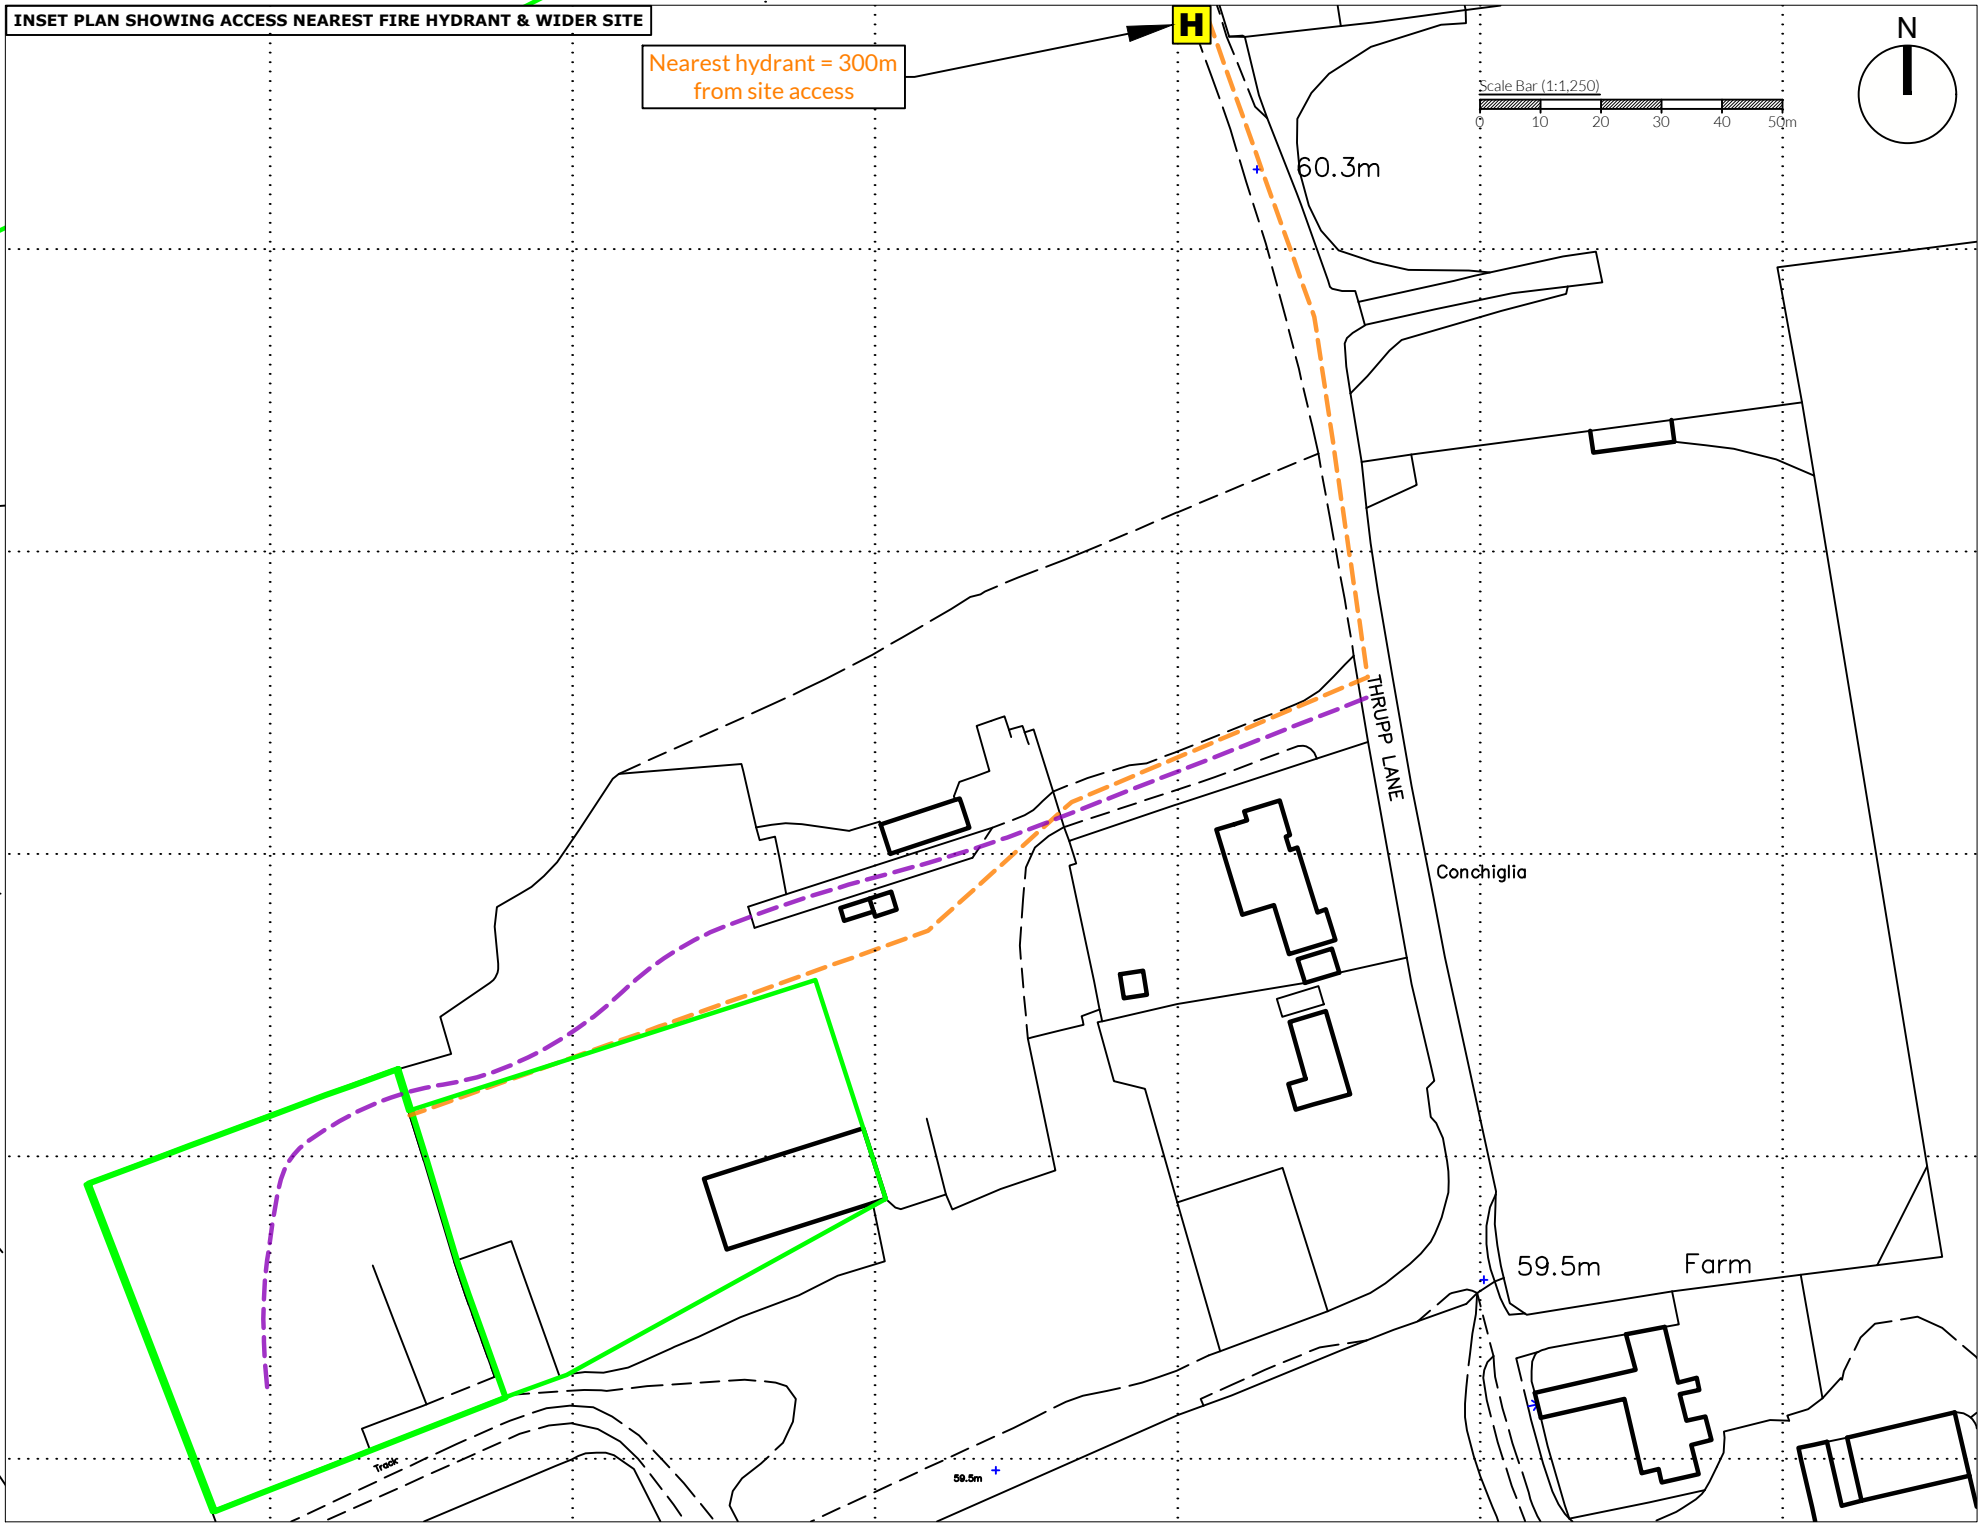 INSET PLAN SHOWING ACCESS NEAREST FIRE HYDRANT & WIDER SITE
H
N
Nearest hydrant = 300m
from site access
Scale Bar (1:1,250)
0 10 20 30 40 50m
60.3m
THRUPP LANE
Conchiglia
59.5m
Farm
Track
59.5m